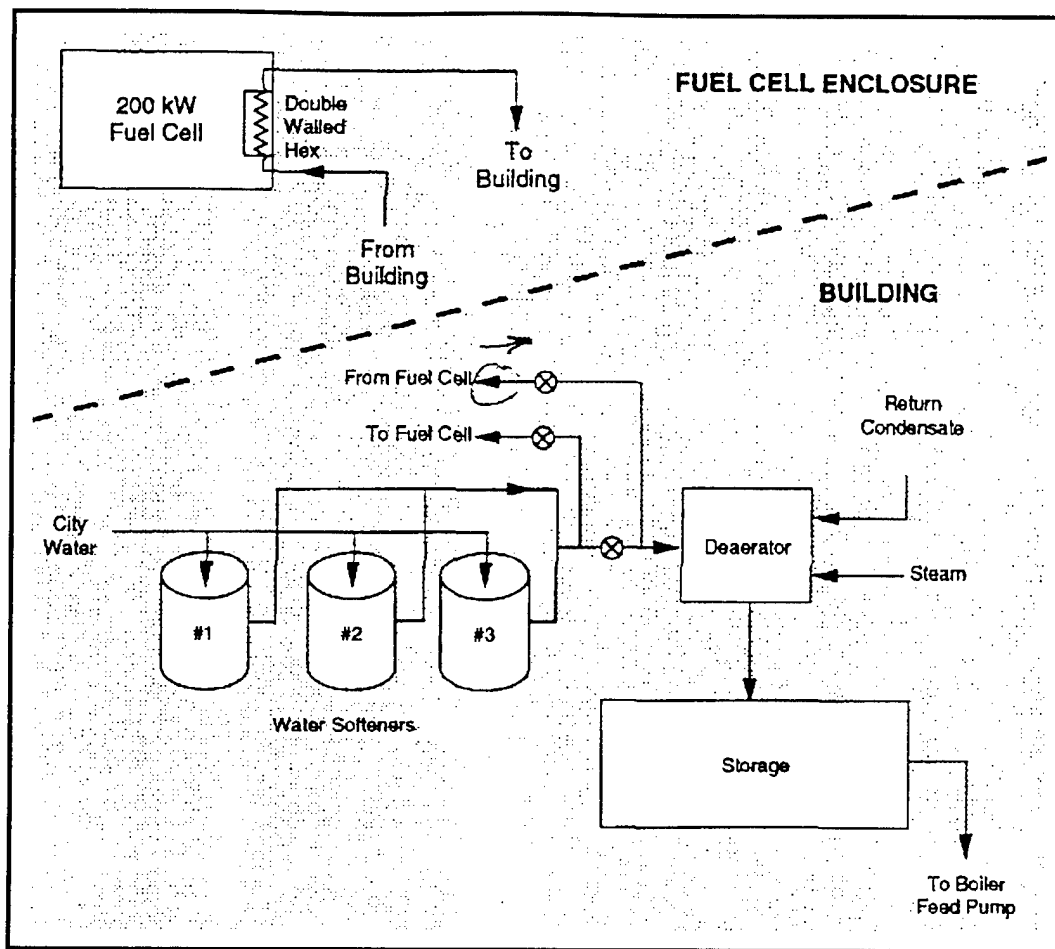 FUEL CELL ENCLOSURE
200 kW
Fuel Cell
Double
Walled
Hex
To
Building
From
Building
BUILDING
From Fuel Cell
To Fuel Cell
Return
Condensate
City
Water
Deaerator
Steam
#1
#2
#3
Water Softeners
Storage
To Boiler
Feed Pump